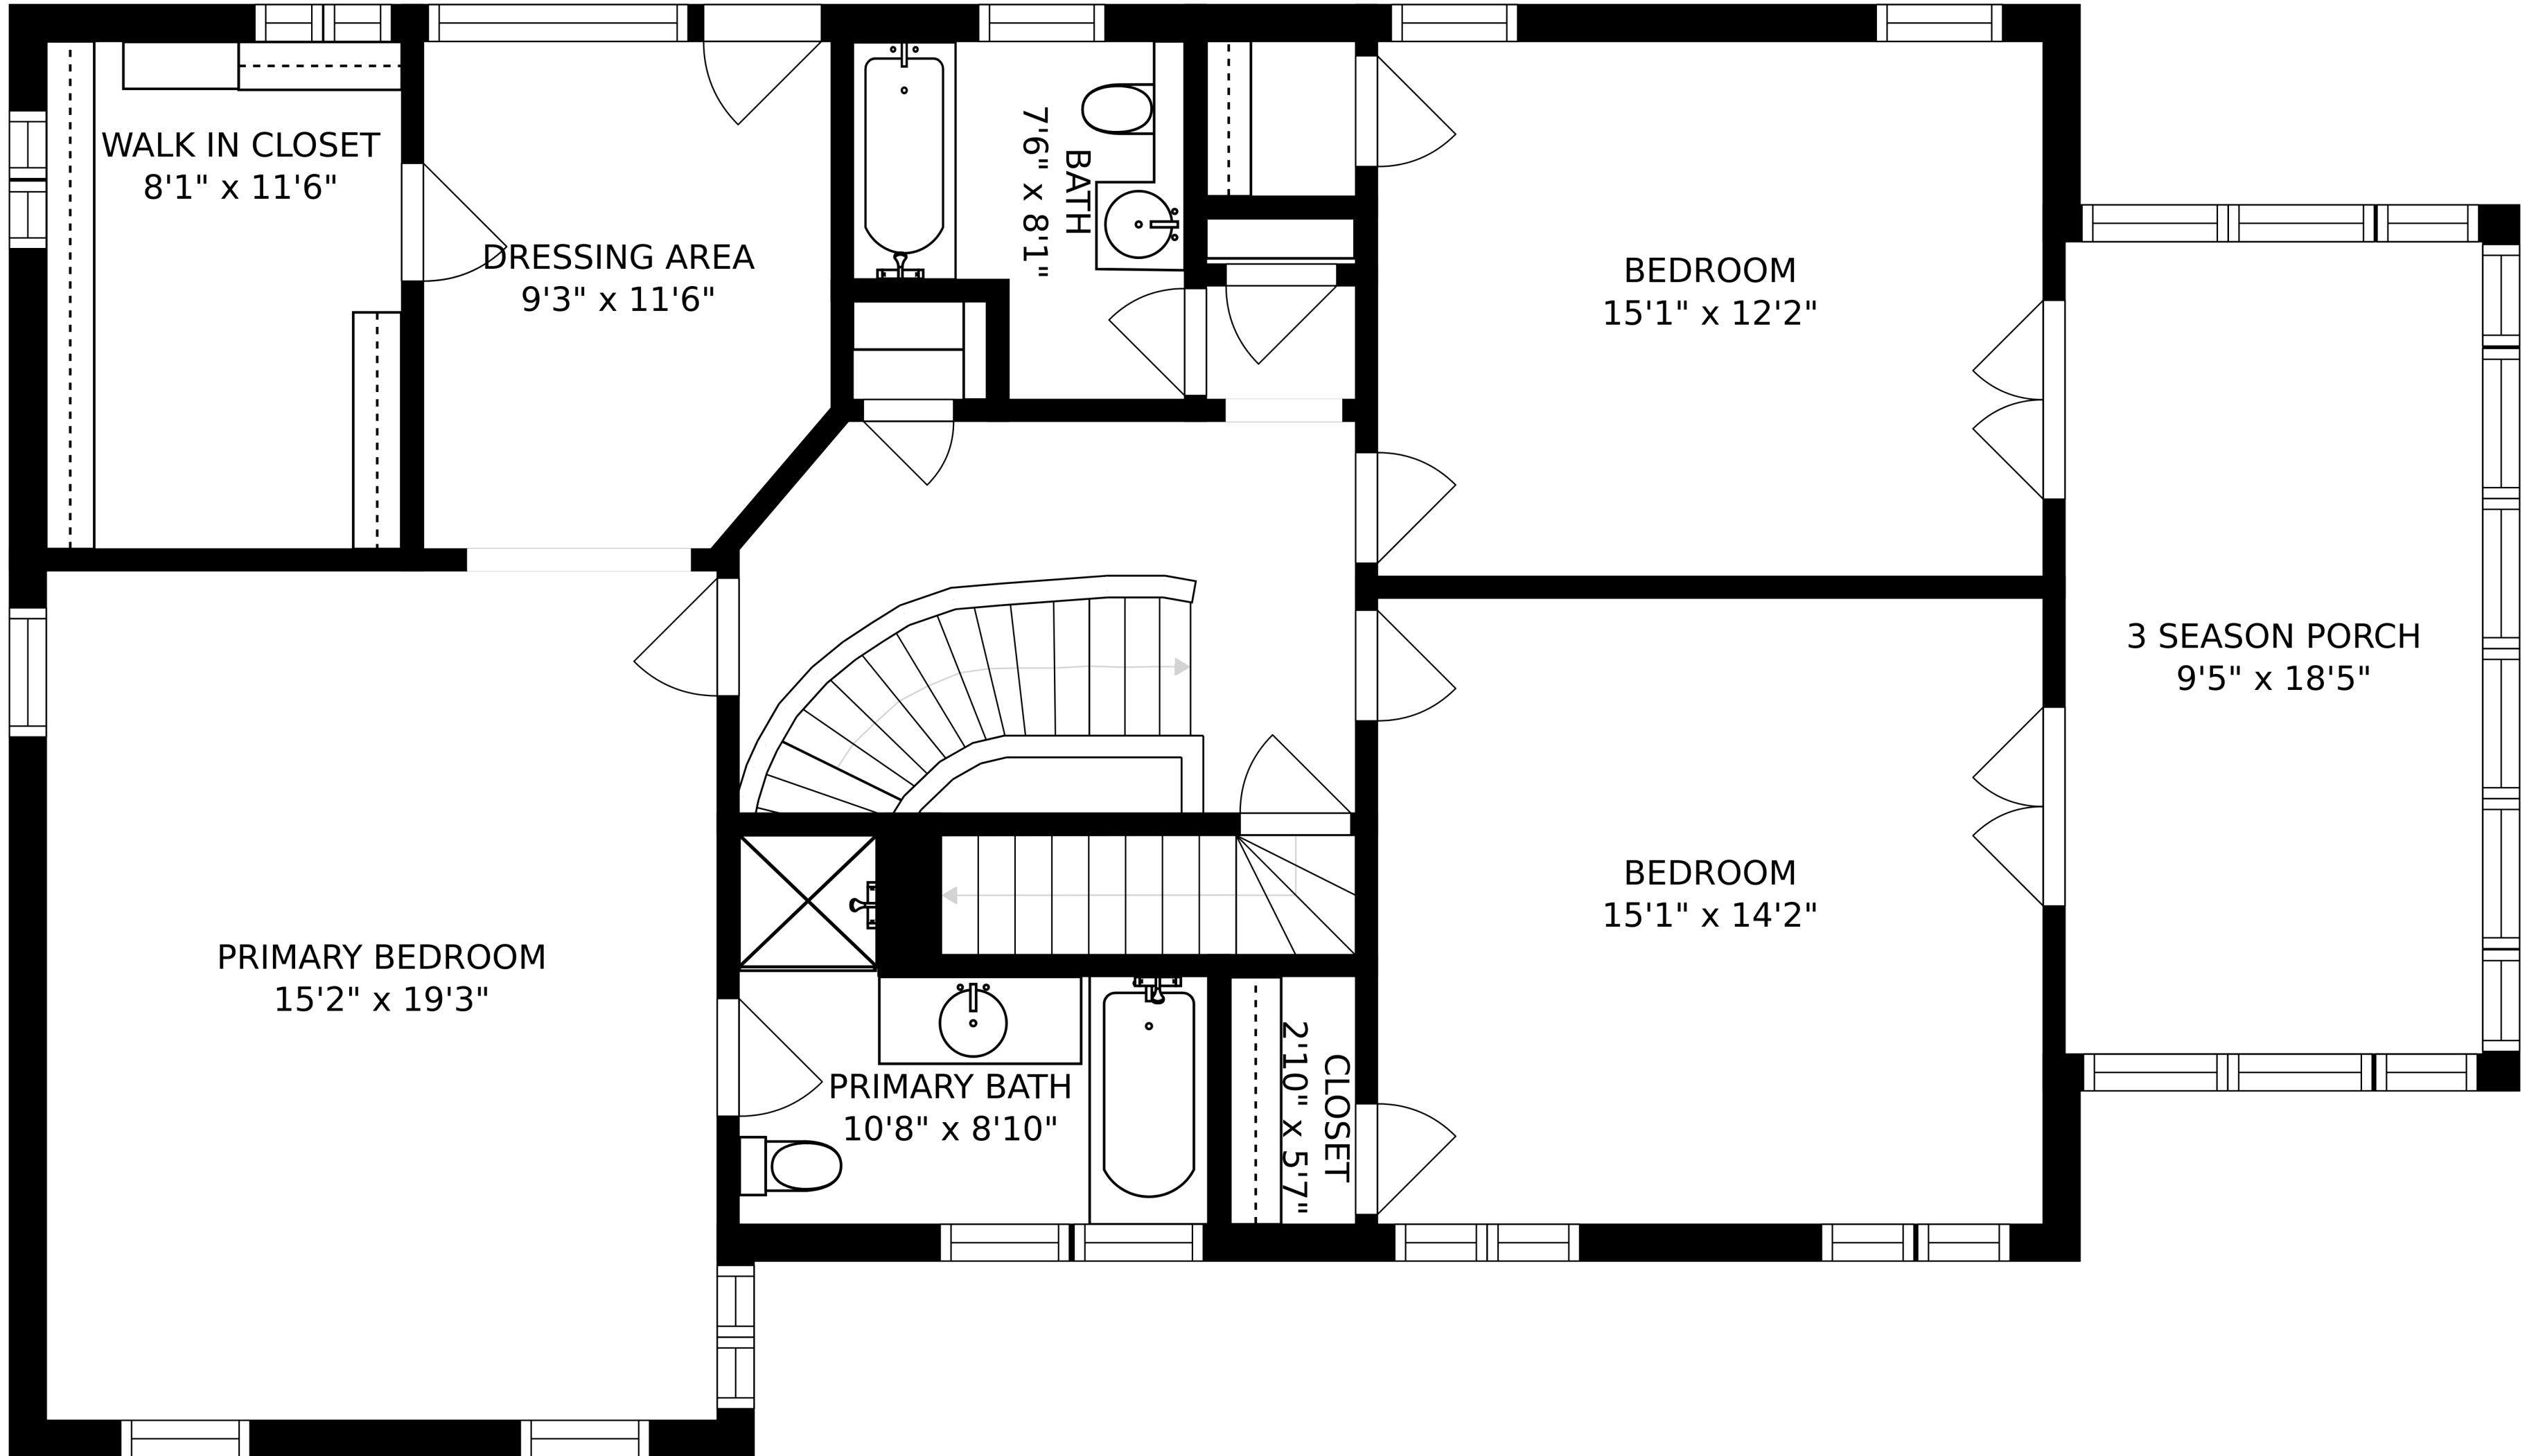 WALK IN CLOSET
8'1" x 11'6"
DRESSING AREA
9'3" x 11'6"
BATH
7'6" x 8'1"
BEDROOM
15'1" x 12'2"
3 SEASON PORCH
9'5" x 18'5"
BEDROOM
15'1" x 14'2"
PRIMARY BEDROOM
15'2" x 19'3"
PRIMARY BATH
10'8" x 8'10"
CLOSET
2'10" x 5'7"